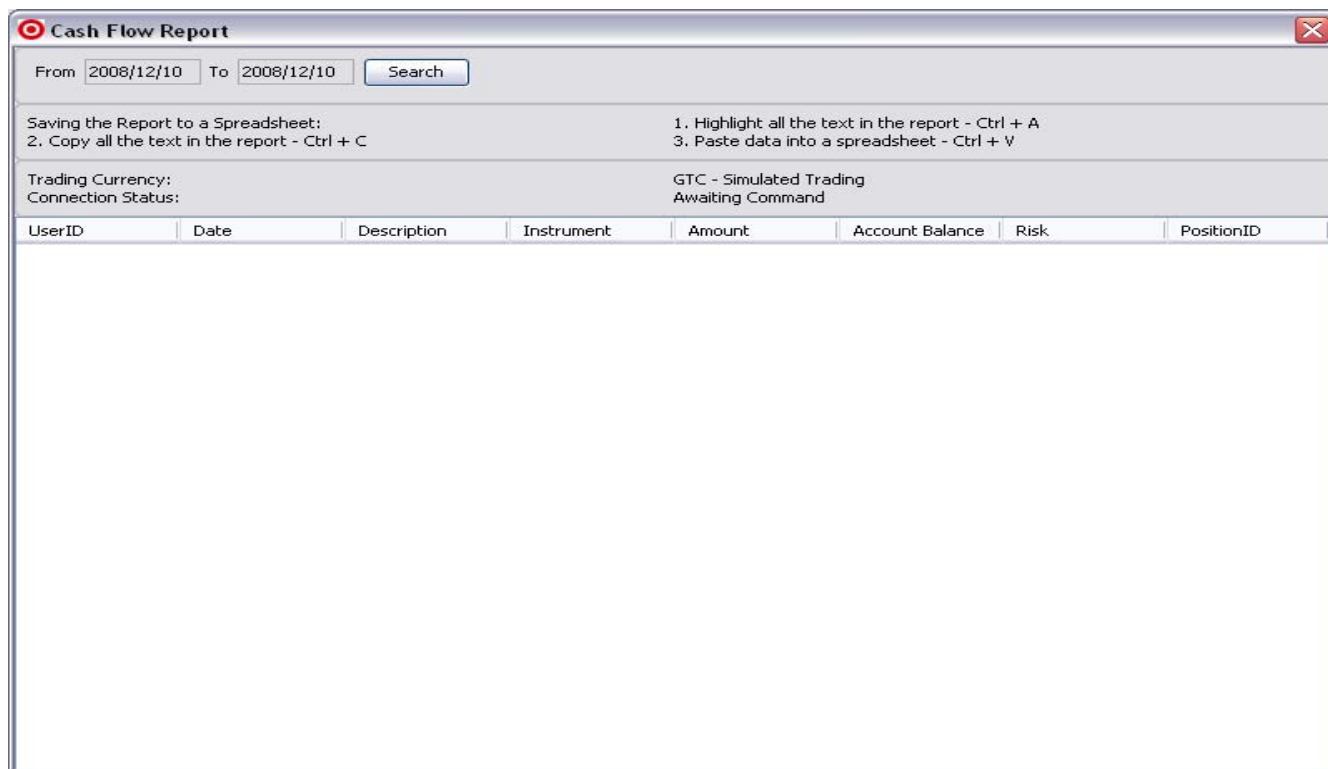 Cash Flow Report
From 2008/12/10 To 2008/12/10 Search
Saving the Report to a Spreadsheet: 1. Highlight all the text in the report - Ctrl + A
2. Copy all the text in the report - Ctrl + C 3. Paste data into a spreadsheet - Ctrl + V
Trading Currency: GTC - Simulated Trading
Connection Status: Awaiting Command
UserID Date Description Instrument Amount Account Balance Risk PositionID